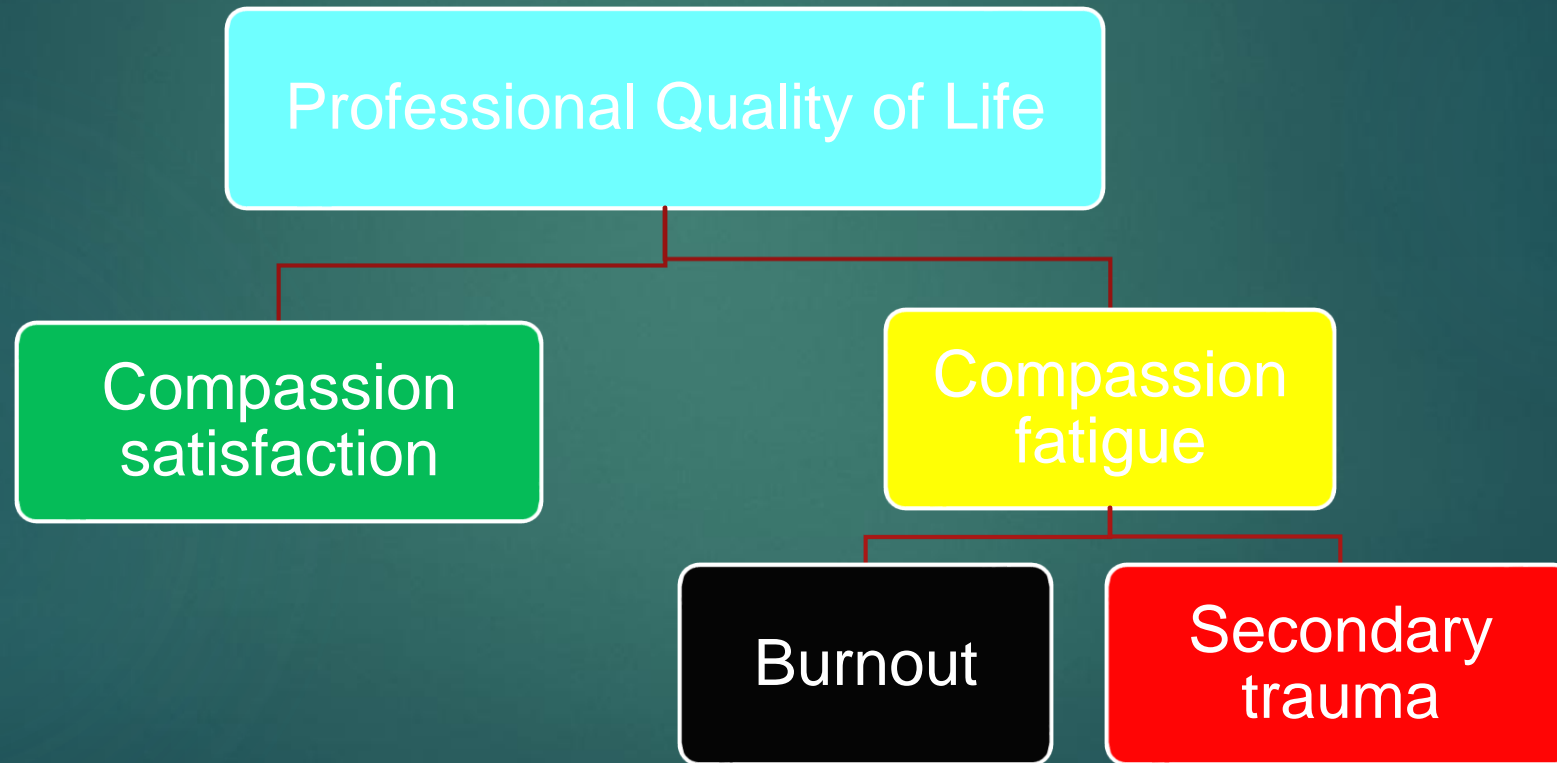 Professional Quality of Life
Compassion
satisfaction
Compassion
fatigue
Burnout
Secondary
trauma